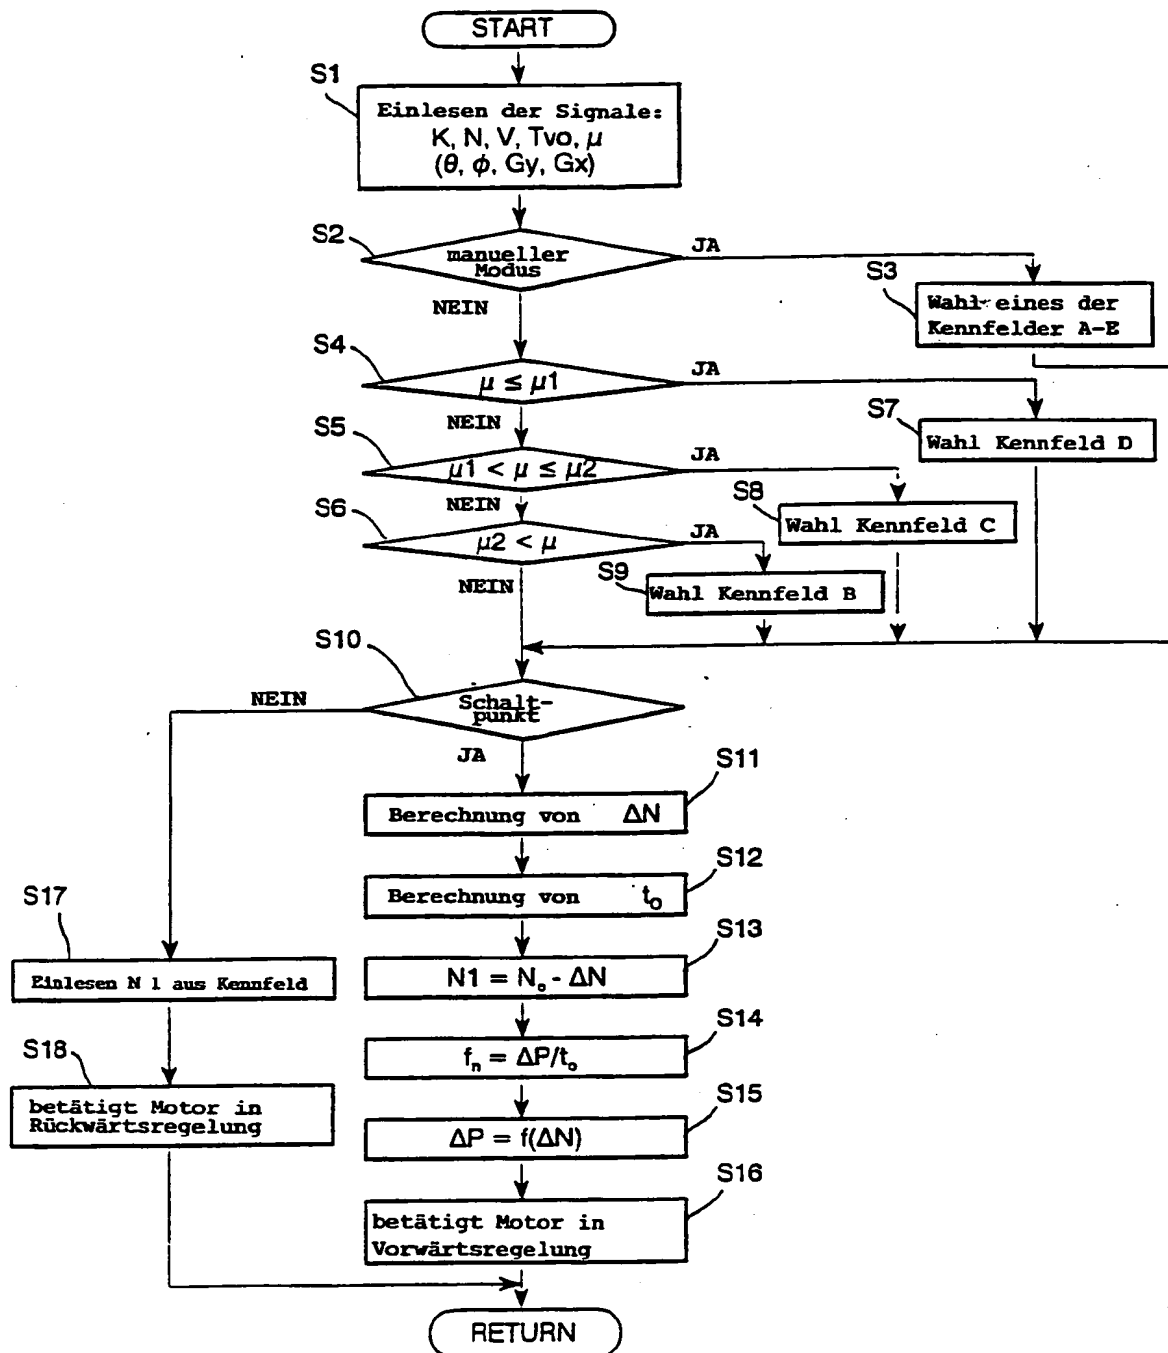 START
S1
Einlesen der Signale:
K, N, V, Tvo, μ
(θ, ϕ, Gy, Gx)
S2
manueller
Modus
JA
NEIN
S3
Wahl eines der
Kennfelder A-E
S4
μ ≤ μ1
JA
NEIN
S7
Wahl Kennfeld D
S5
μ1 < μ ≤ μ2
JA
NEIN
S8
Wahl Kennfeld C
S6
μ2 < μ
JA
NEIN
S9
Wahl Kennfeld B
S10
Schalt-
punkt
NEIN
JA
S11
Berechnung von ΔN
S12
Berechnung von t₀
S13
N1 = N₀ - ΔN
S14
fₙ = ΔP/t₀
S15
ΔP = f(ΔN)
S16
betätigt Motor in
Vorwärtsregelung
S17
Einlesen N 1 aus Kennfeld
S18
betätigt Motor in
Rückwärtsregelung
RETURN